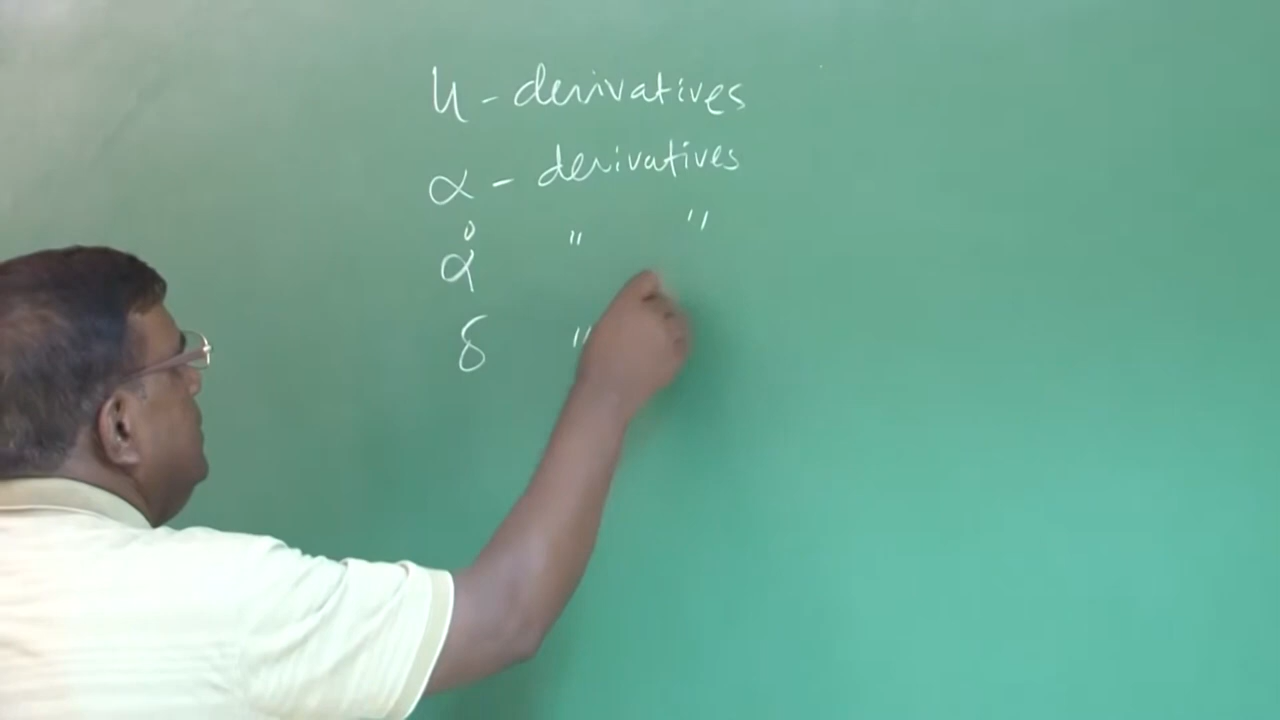 u - derivatives
α - derivatives
α̊ " "
δ "